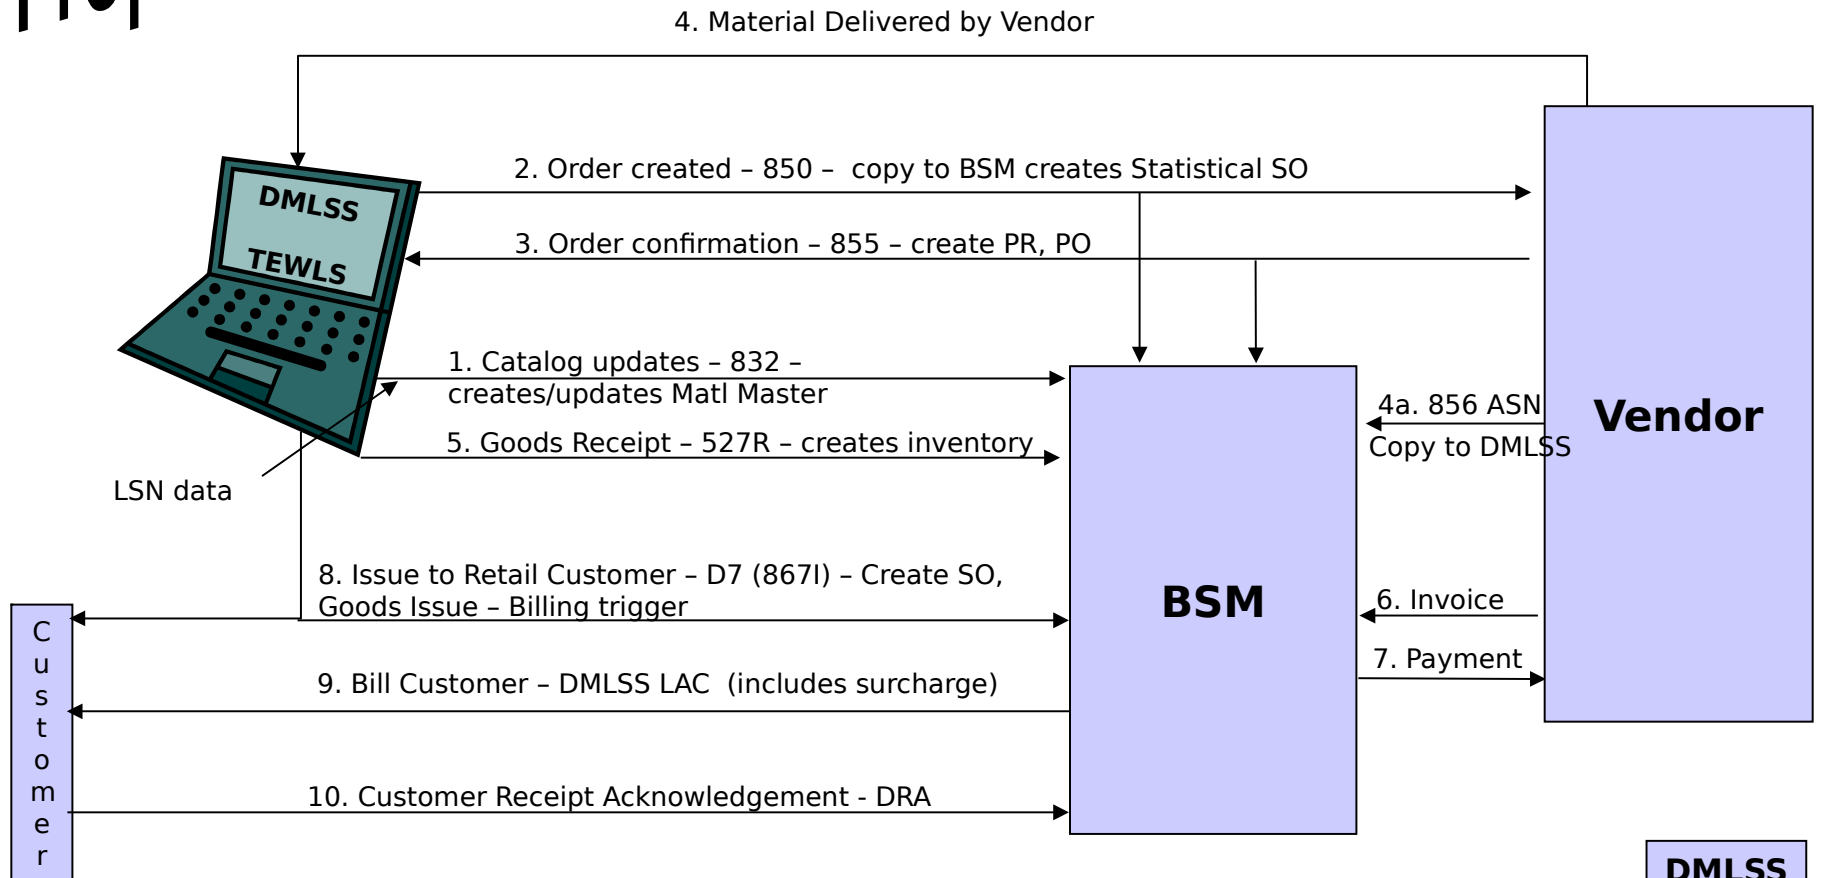 4. Material Delivered by Vendor
2. Order created – 850 –  copy to BSM creates Statistical SO
DMLSS
3. Order confirmation – 855 – create PR, PO
TEWLS
1. Catalog updates – 832 –
creates/updates Matl Master
4a. 856 ASN
Vendor
5. Goods Receipt – 527R – creates inventory
Copy to DMLSS
LSN data
8. Issue to Retail Customer – D7 (867I) – Create SO,
Goods Issue – Billing trigger
BSM
6. Invoice
7. Payment
C
u
s
t
o
m
e
r
9. Bill Customer – DMLSS LAC  (includes surcharge)
10. Customer Receipt Acknowledgement - DRA
DMLSS